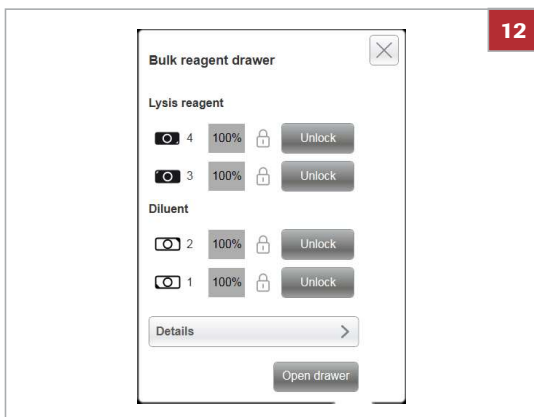 12
Bulk reagent drawer
Lysis reagent
4 100% Unlock
3 100% Unlock
Diluent
2 100% Unlock
1 100% Unlock
Details
Open drawer